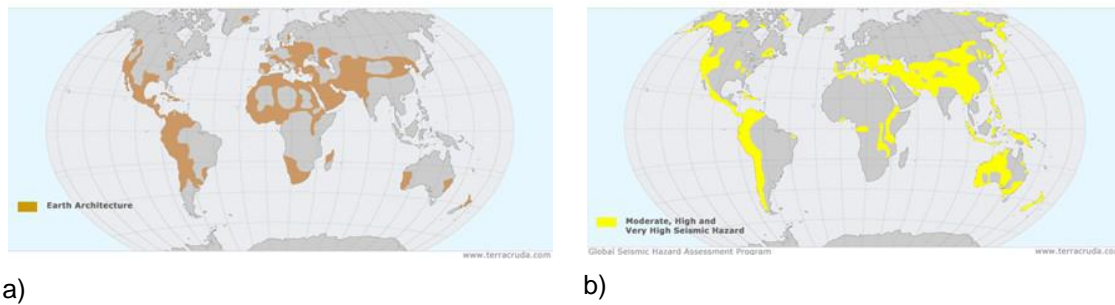 Earth Architecture
www.terracruda.com
a)
Moderate, High and
Very High Seismic Hazard
Global Seismic Hazard Assessment Program
www.terracruda.com
b)